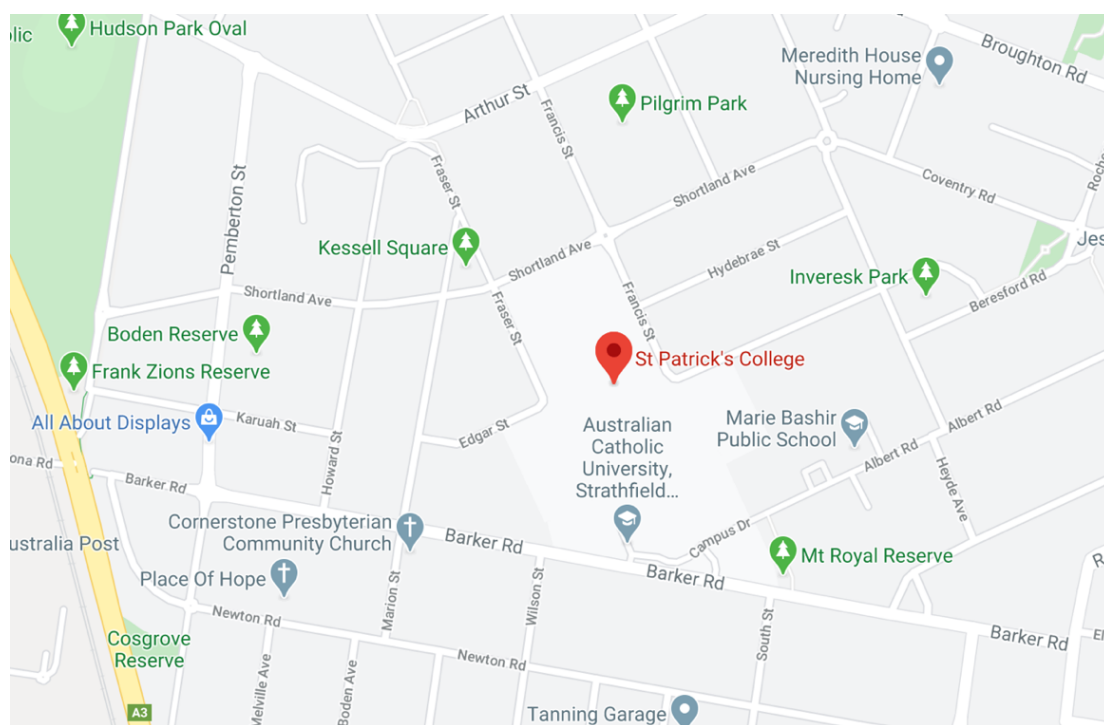 olic
Hudson Park Oval
Broughton Rd
Meredith House
Nursing Home
Arthur St
Pilgrim Park
Francis St
Pemberton St
Fraser St
Shortland Ave
Coventry Rd
Kessell Square
Shortland Ave
Hydebrae St
Jes
Inveresk Park
Beresford Rd
Shortland Ave
Fraser St
Francis St
Boden Reserve
St Patrick's College
Frank Zions Reserve
All About Displays
Karuah St
Edgar St
Australian
Catholic
University,
Strathfield...
Marie Bashir
Public School
Albert Rd
Albert Rd
ona Rd
Barker Rd
Howard St
Heyde Ave
Cornerstone Presbyterian
Community Church
Barker Rd
Campus Dr
ustralia Post
Mt Royal Reserve
Place Of Hope
Marion St
Wilson St
Barker Rd
Newton Rd
South St
Barker Rd
El
Cosgrove
Reserve
Newton Rd
Melville Ave
Boden Ave
A3
Tanning Garage